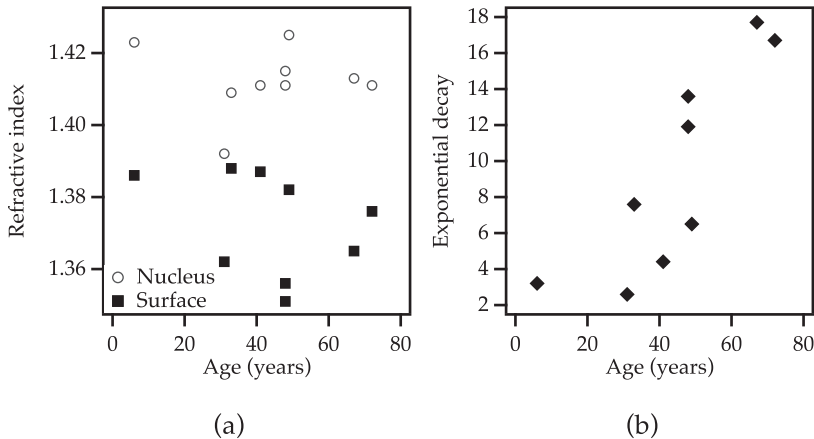 Refractive index
1.42
1.40
1.38
1.36
Nucleus
Surface
0 20 40 60 80
Age (years)
(a)
Exponential decay
18
16
14
12
10
8
6
4
2
0 20 40 60 80
Age (years)
(b)